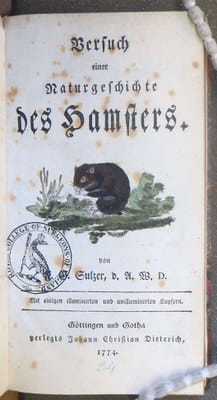 Versuch
einer
Naturgeschichte
des Hamsters.
von
Sulzer, d. A. W. D.
Mit einigen illuminirten und unilluminirten Kupfern.
Göttingen und Gotha
verlegts Johann Christian Dieterich,
1774.